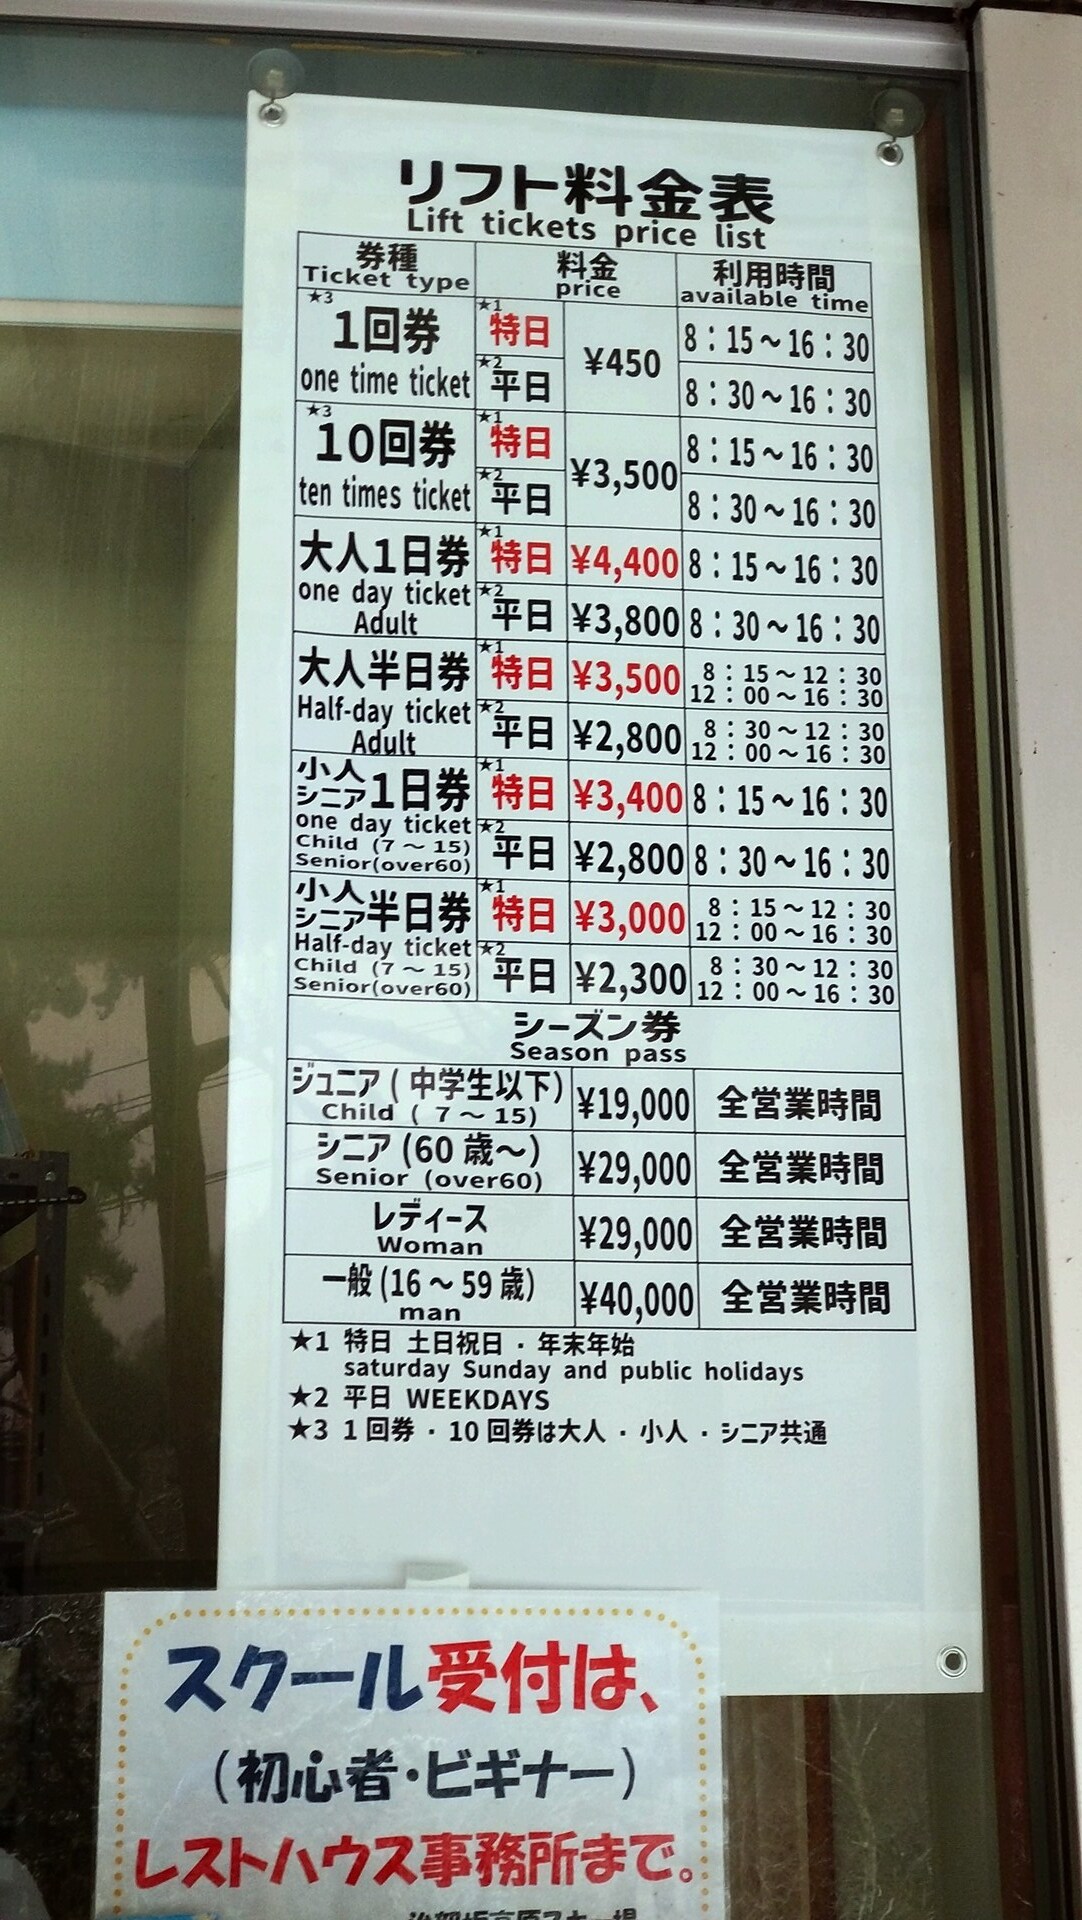 リフト料金表
Lift tickets price list
券種 料金 利用時間
Ticket type price available time
★3 1回券 ★1 特日 ¥450 8：15～16：30
one time ticket ★2 平日 8：30～16：30
★3 10回券 ★1 特日 ¥3,500 8：15～16：30
ten times ticket ★2 平日 8：30～16：30
大人1日券 ★1 特日 ¥4,400 8：15～16：30
one day ticket
Adult ★2 平日 ¥3,800 8：30～16：30
大人半日券 ★1 特日 ¥3,500 8：15～12：30
12：00～16：30
Half-day ticket
Adult ★2 平日 ¥2,800 8：30～12：30
12：00～16：30
小人
シニア1日券 ★1 特日 ¥3,400 8：15～16：30
one day ticket
Child (7～15)
Senior(over60) ★2 平日 ¥2,800 8：30～16：30
小人
シニア半日券 ★1 特日 ¥3,000 8：15～12：30
12：00～16：30
Half-day ticket
Child (7～15)
Senior(over60) ★2 平日 ¥2,300 8：30～12：30
12：00～16：30
シーズン券
Season pass
ジュニア(中学生以下) ¥19,000 全営業時間
Child ( 7～15)
シニア(60歳～) ¥29,000 全営業時間
Senior (over60)
レディース ¥29,000 全営業時間
Woman
一般(16～59歳) ¥40,000 全営業時間
man
★1 特日 土日祝日・年末年始
saturday Sunday and public holidays
★2 平日 WEEKDAYS
★3 1回券・10回券は大人・小人・シニア共通
スクール受付は、
(初心者・ビギナー)
レストハウス事務所まで。